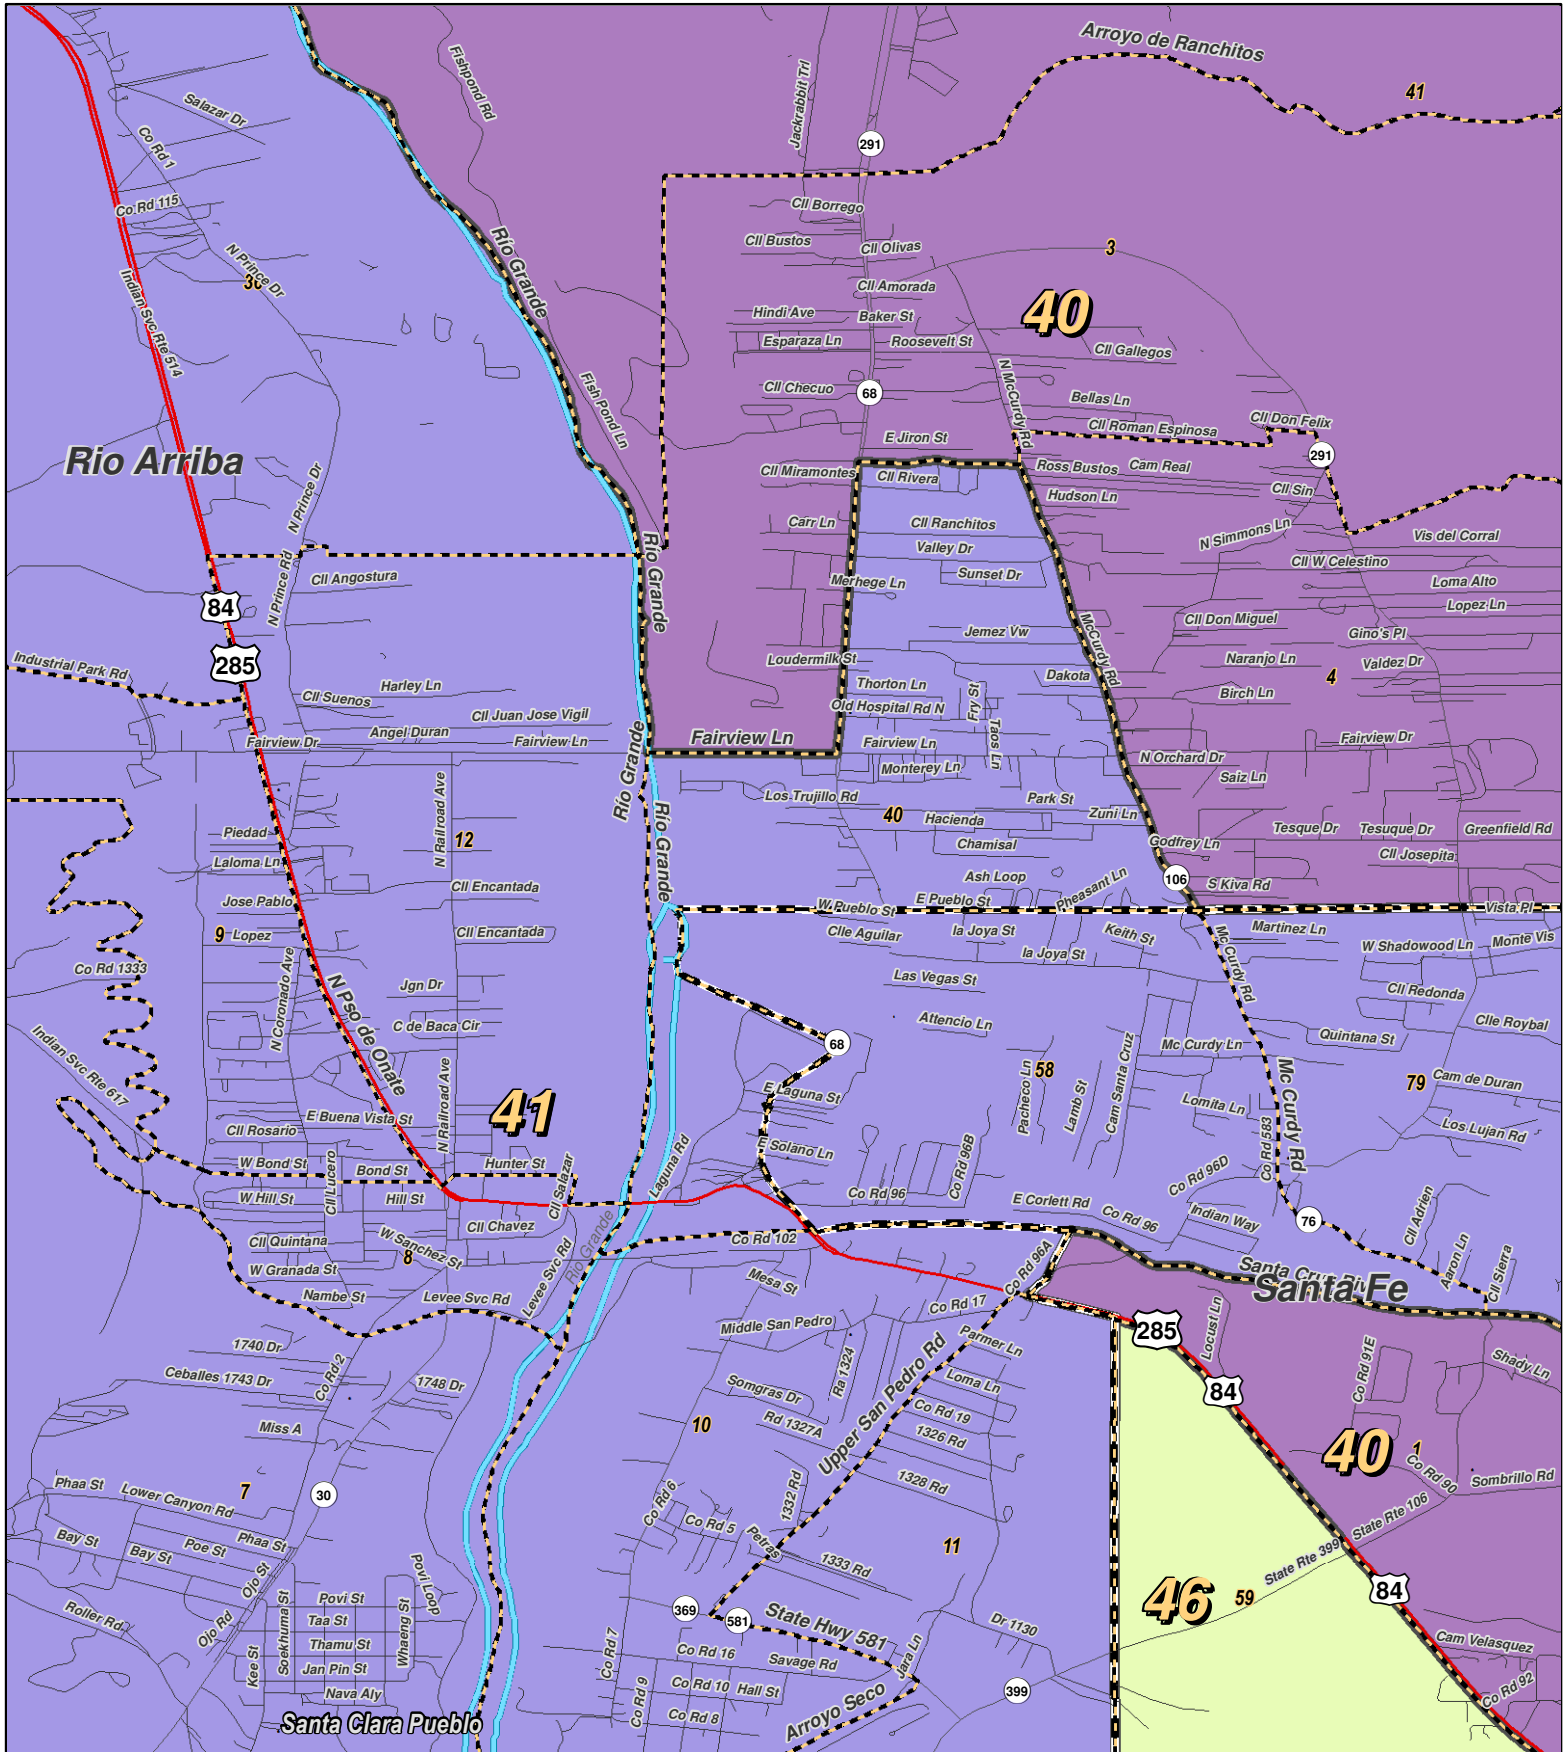 Arroyo de Ranchitos
41
Fishpond Rd
Jackrabbit Trl
Salazar Dr
Co Rd 1
291
Co Rd 115
Cll Borrego
Cll Bustos
Cll Olivas
3
N Prince Dr
30
Rio Grande
Cll Amorada
40
Indian Svc Rte 514
Hindi Ave
Baker St
Esparaza Ln
Roosevelt St
Cll Gallegos
Cll Checuo
68
N McCurdy Rd
Bellas Ln
Fish Pond Ln
Cll Roman Espinosa
Cll Don Felix
E Jiron St
Rio Arriba
291
Cll Miramontes
Cll Rivera
Ross Bustos
Cam Real
N Prince Dr
Hudson Ln
Cll Sin
Carr Ln
Cll Ranchitos
N Simmons Ln
Vis del Corral
Valley Dr
Cll W Celestino
Rio Grande
N Prince Rd
Cll Angostura
Merhege Ln
Sunset Dr
Loma Alto
84
Lopez Ln
Cll Don Miguel
Jemez Vw
Gino's Pl
McCurdy Rd
285
Industrial Park Rd
Loudermilk St
Naranjo Ln
Valdez Dr
Dakota
4
Harley Ln
Thorton Ln
Birch Ln
Cll Suenos
Fry St
Old Hospital Rd N
Cll Juan Jose Vigil
Taos Ln
Angel Duran
Fairview Dr
Fairview Ln
Fairview Ln
Fairview Ln
Fairview Dr
N Orchard Dr
Rio Grande
Monterey Ln
Saiz Ln
Los Trujillo Rd
Park St
N Railroad Ave
40
Hacienda
Zuni Ln
Piedad
12
Rio Grande
Tesque Dr
Tesuque Dr
Greenfield Rd
Chamisal
Godfrey Ln
Laloma Ln
Cll Josepita
Ash Loop
106
S Kiva Rd
Cll Encantada
Pheasant Ln
Jose Pablo
W Pueblo St
E Pueblo St
Vista Pl
9
Lopez
Cll Encantada
Clle Aguilar
la Joya St
Keith St
Martinez Ln
Monte Vis
W Shadowood Ln
la Joya St
Co Rd 1333
Mc Curdy Rd
Las Vegas St
N Coronado Ave
Jgn Dr
Cll Redonda
N Pso de Onate
C de Baca Cir
Attencio Ln
Clle Roybal
Quintana St
68
Mc Curdy Ln
Indian Svc Rte 617
58
79
Cam de Duran
Pacheco Ln
Lamb St
Cam Santa Cruz
Mc Curdy Rd
41
E Laguna St
N Railroad Ave
Lomita Ln
E Buena Vista St
Cll Rosario
Los Lujan Rd
E Solano Ln
Co Rd 583
W Bond St
Bond St
Hunter St
Laguna Rd
Co Rd 96B
Co Rd 96D
Cll Lucero
Cll Salazar
W Hill St
Hill St
Co Rd 96
E Corlett Rd
Co Rd 96
Indian Way
76
Cll Adrien
Cll Chavez
Cll Quintana
W Sanchez St
Co Rd 102
Rio Grande
Levee Svc Rd
8
Co Rd 96A
Aaron Ln
Cll Sierra
W Granada St
Mesa St
Santa Fe
Nambe St
Levee Svc Rd
Co Rd 17
Middle San Pedro
285
Locust Ln
1740 Dr
Parmer Ln
Upper San Pedro Rd
Ra 1324
Co Rd 91E
Shady Ln
Co Rd 2
Ceballes 1743 Dr
1748 Dr
Somgras Dr
Loma Ln
84
Co Rd 19
Miss A
10
Rd 1327A
1326 Rd
40
1
Co Rd 90
Sombrillo Rd
Phaa St
7
Lower Canyon Rd
30
1328 Rd
1332 Rd
Co Rd 6
State Rte 106
Co Rd 5
Bay St
Poe St
Phaa St
Petras
11
Bay St
1333 Rd
State Rte 399
Ojo St
Povi Loop
46
59
84
Povi St
369
581
State Hwy 581
Roller Rd
Taa St
Ojo Rd
Dr 1130
Soekhuma St
Whaeng St
Thamu St
Kee St
Cam Velasquez
Co Rd 16
Savage Rd
Jara Ln
Co Rd 7
Jan Pin St
Co Rd 10
Hall St
399
Nava Aly
Co Rd 9
Co Rd 92
Arroyo Seco
Co Rd 8
Santa Clara Pueblo